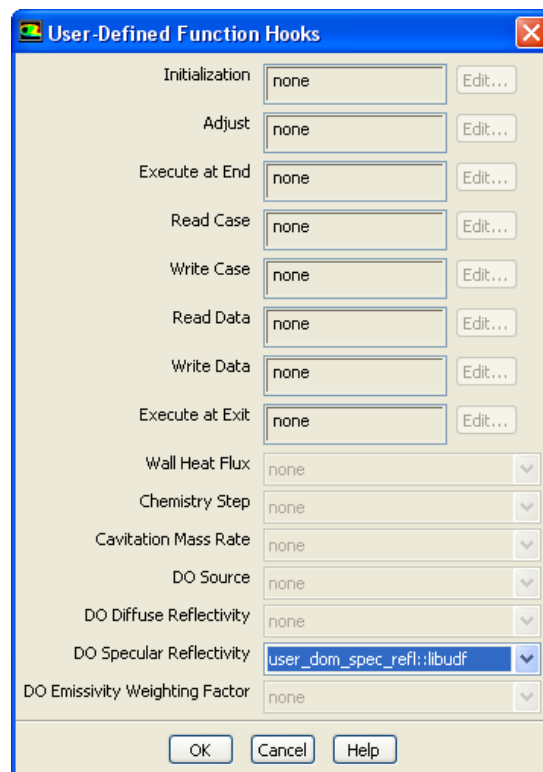 User-Defined Function Hooks
Initialization none Edit...
Adjust none Edit...
Execute at End none Edit...
Read Case none Edit...
Write Case none Edit...
Read Data none Edit...
Write Data none Edit...
Execute at Exit none Edit...
Wall Heat Flux none
Chemistry Step none
Cavitation Mass Rate none
DO Source none
DO Diffuse Reflectivity none
DO Specular Reflectivity user_dom_spec_refl::libudf
DO Emissivity Weighting Factor none
OK Cancel Help